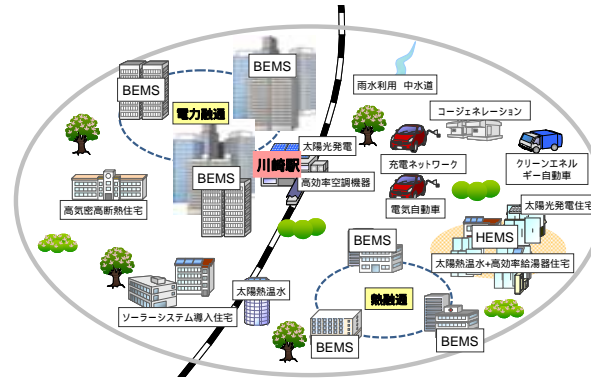 BEMS
BEMS
電力融通
BEMS
雨水利用 中水道
コージェネレーション
太陽光発電
川崎駅
高効率空調機器
充電ネットワーク
電気自動車
クリーンエネル
ギー自動車
高気密高断熱住宅
太陽光発電住宅
HEMS
太陽熱温水+高効率給湯器住宅
BEMS
太陽熱温水
熱融通
ソーラーシステム導入住宅
BEMS
BEMS